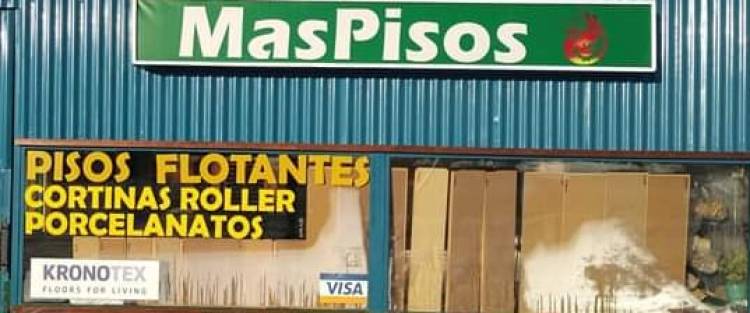 MasPisos
PISOS FLOTANTES
CORTINAS ROLLER
PORCELANATOS
KRONOTEX
FLOORS FOR LIVING
VISA